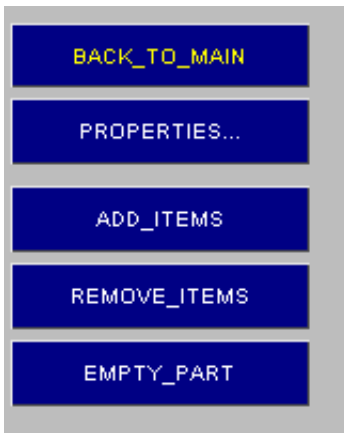 BACK_TO_MAIN
PROPERTIES...
ADD_ITEMS
REMOVE_ITEMS
EMPTY_PART